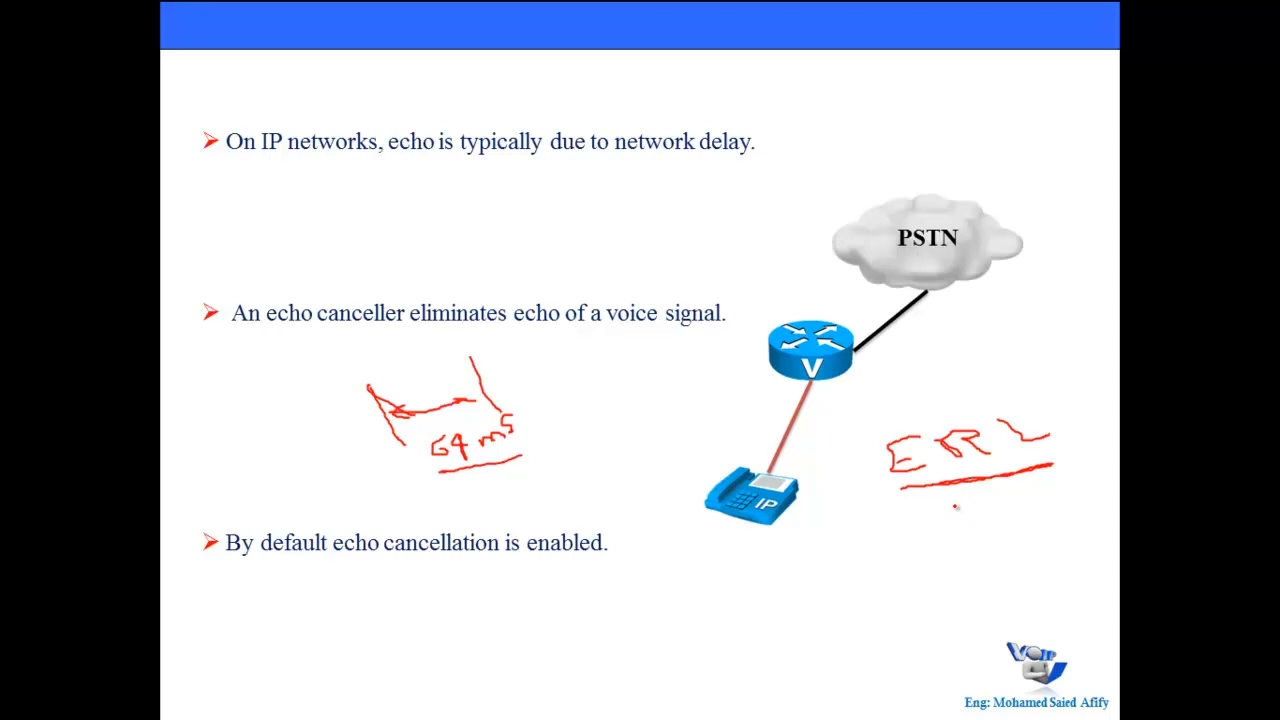 On IP networks, echo is typically due to network delay.
PSTN
An echo canceller eliminates echo of a voice signal.
V
64 ms
ERL
IP
By default echo cancellation is enabled.
VOIP
Eng: Mohamed Saied Afify